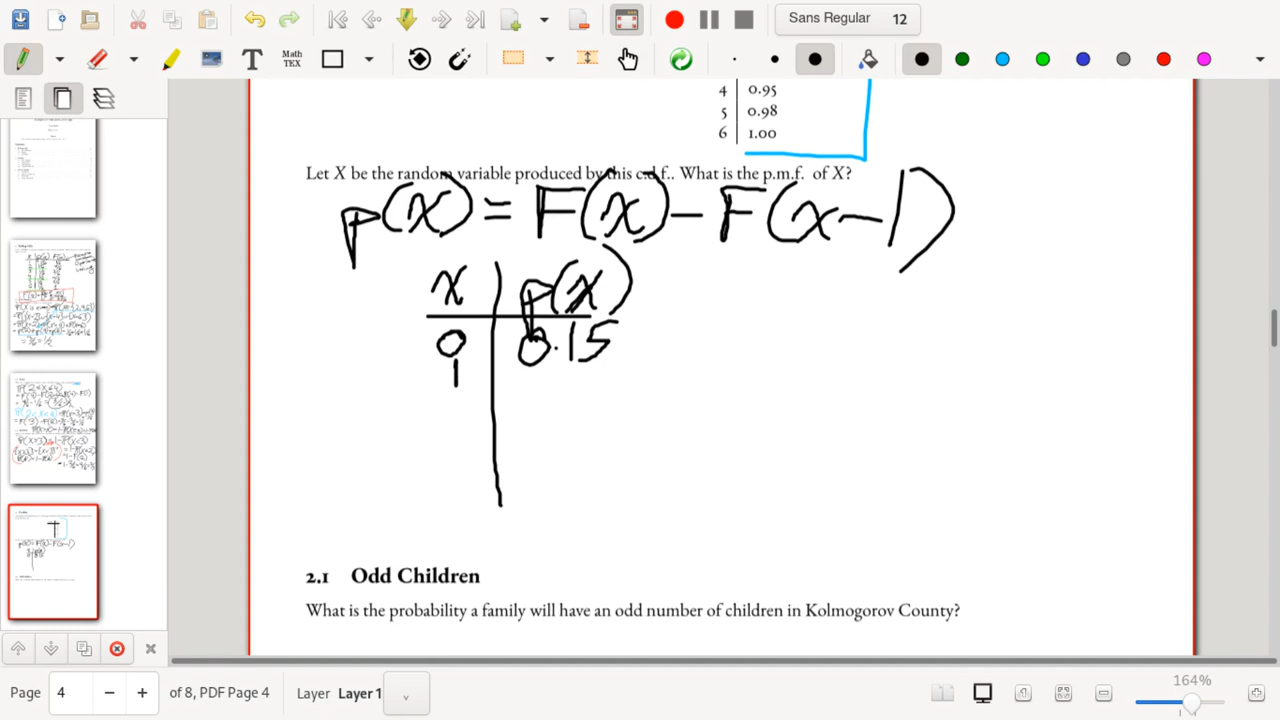 Sans Regular 12
T Math TEX
4 0.95
5 0.98
6 1.00
Let X be the random variable produced by this c.d.f.. What is the p.m.f. of X?
p(x) = F(x) - F(x-1)
x p(x)
0 0.15
1
2.1 Odd Children
What is the probability a family will have an odd number of children in Kolmogorov County?
Page 4 of 8, PDF Page 4 Layer Layer 1 164%